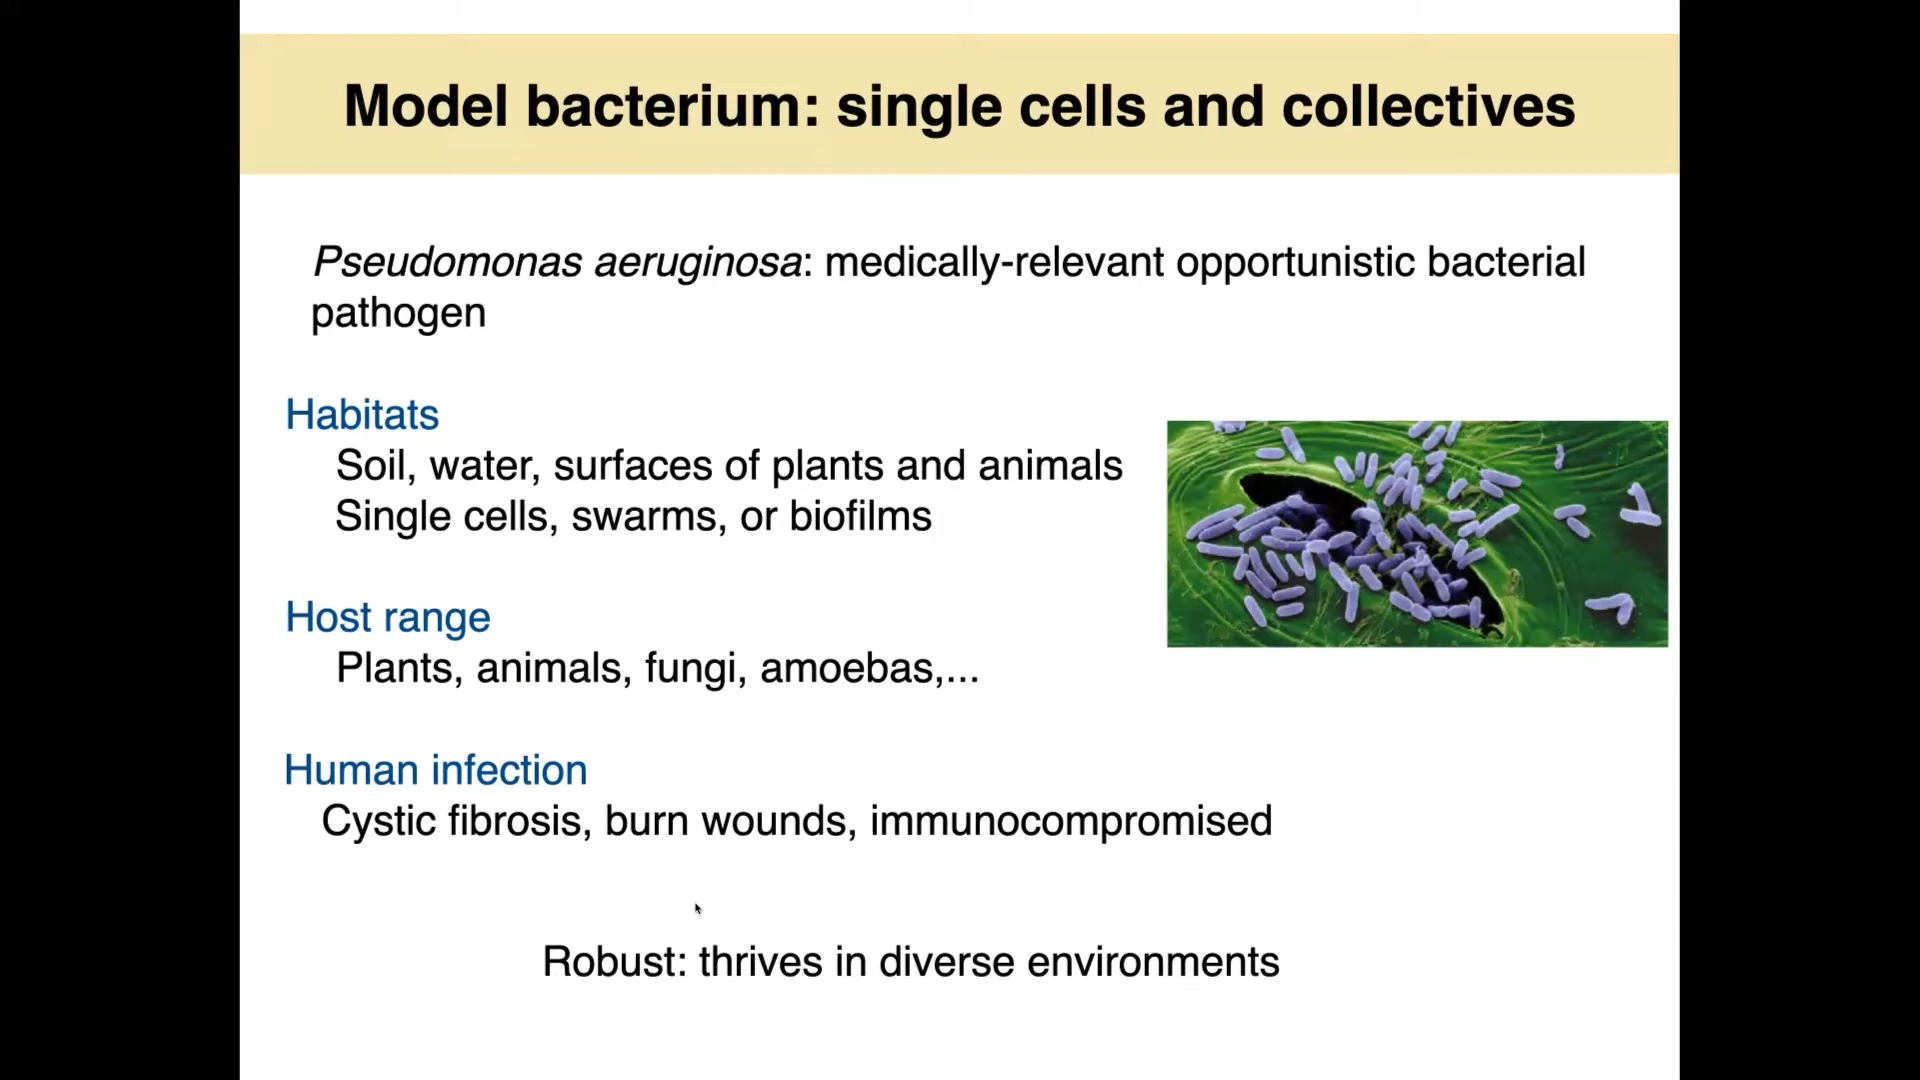 Model bacterium: single cells and collectives
Pseudomonas aeruginosa: medically-relevant opportunistic bacterial
pathogen
Habitats
Soil, water, surfaces of plants and animals
Single cells, swarms, or biofilms
Host range
Plants, animals, fungi, amoebas,...
Human infection
Cystic fibrosis, burn wounds, immunocompromised
Robust: thrives in diverse environments